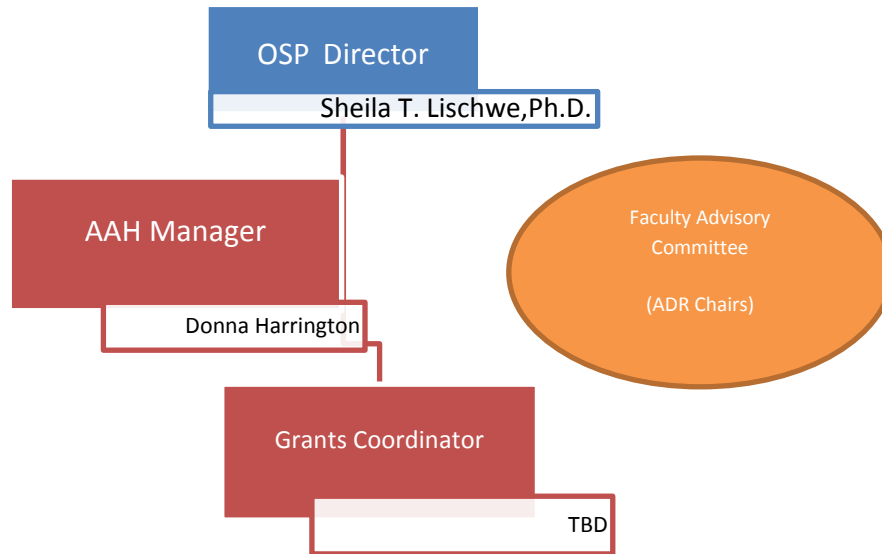 OSP  Director
Sheila T. Lischwe,Ph.D.
AAH Manager
Donna Harrington
Faculty Advisory
Committee
(ADR Chairs)
Grants Coordinator
TBD